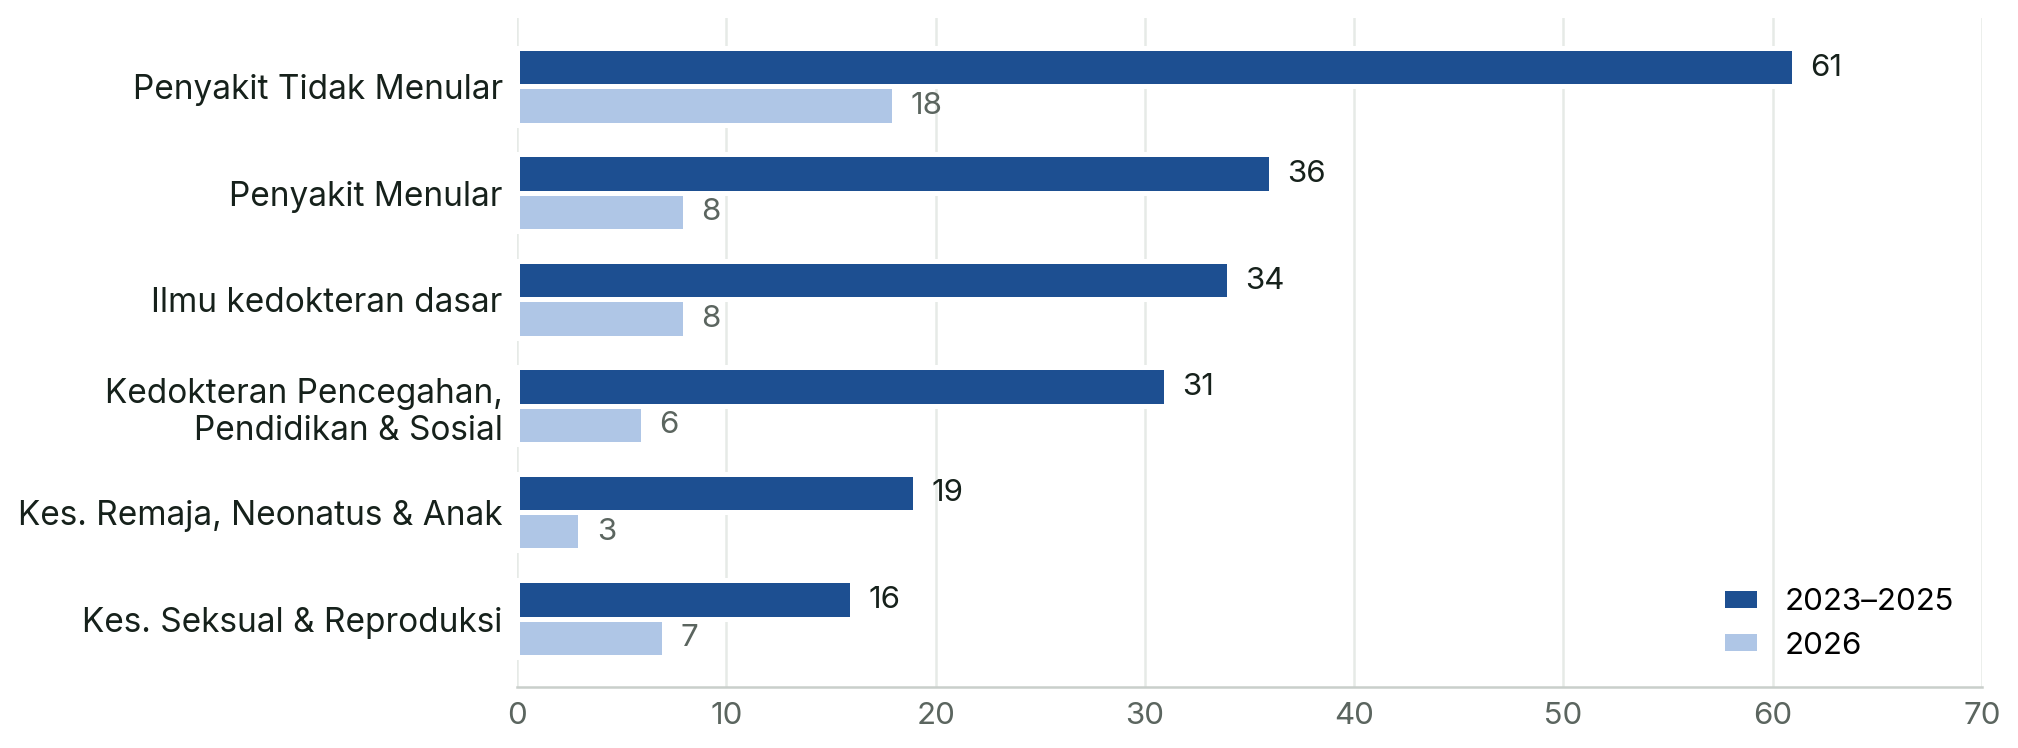 Penyakit Tidak Menular
61
18
Penyakit Menular
36
8
Ilmu kedokteran dasar
34
8
Kedokteran Pencegahan,
Pendidikan & Sosial
31
6
Kes. Remaja, Neonatus & Anak
19
3
Kes. Seksual & Reproduksi
16
7
2023–2025
2026
0 10 20 30 40 50 60 70